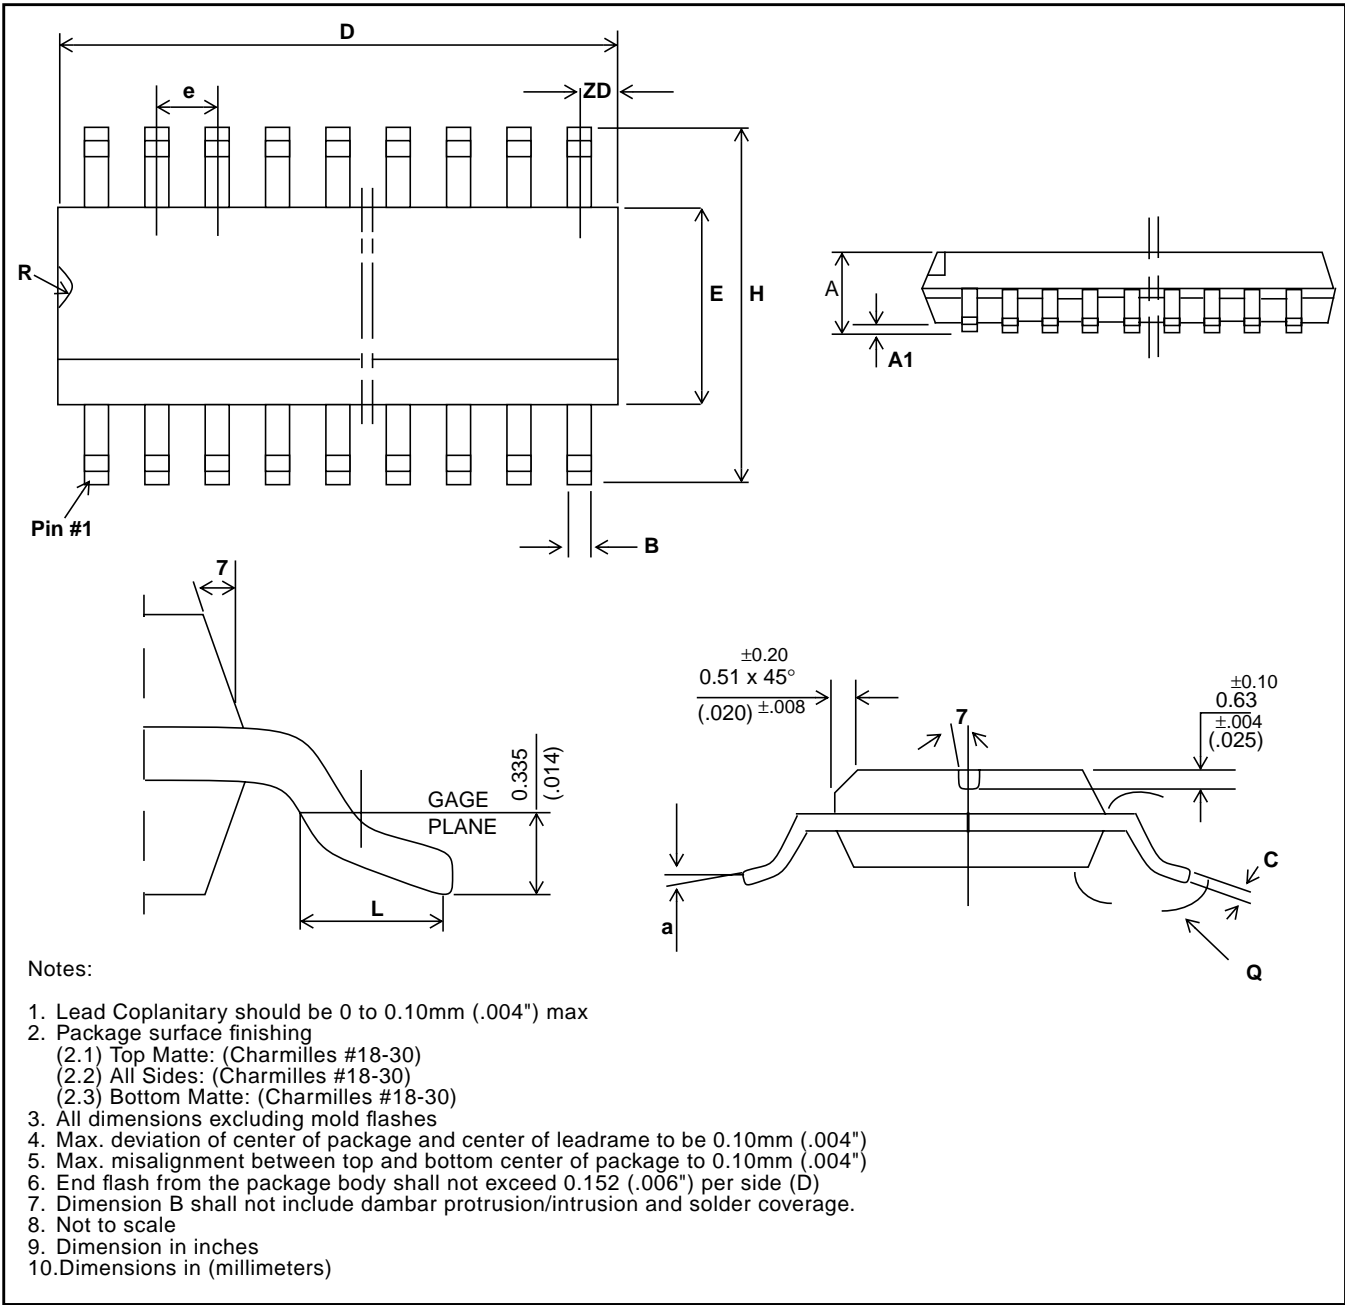 D
e
ZD
R
E
H
A
A1
Pin #1
B
7
±0.20
0.51 x 45°
(.020) ±.008
±0.10
0.63
±.004
(.025)
7
0.335
(.014)
GAGE
PLANE
L
C
a
Q
Notes:
1. Lead Coplanitary should be 0 to 0.10mm (.004") max
2. Package surface finishing
(2.1) Top Matte: (Charmilles #18-30)
(2.2) All Sides: (Charmilles #18-30)
(2.3) Bottom Matte: (Charmilles #18-30)
3. All dimensions excluding mold flashes
4. Max. deviation of center of package and center of leadrame to be 0.10mm (.004")
5. Max. misalignment between top and bottom center of package to 0.10mm (.004")
6. End flash from the package body shall not exceed 0.152 (.006") per side (D)
7. Dimension B shall not include dambar protrusion/intrusion and solder coverage.
8. Not to scale
9. Dimension in inches
10.Dimensions in (millimeters)